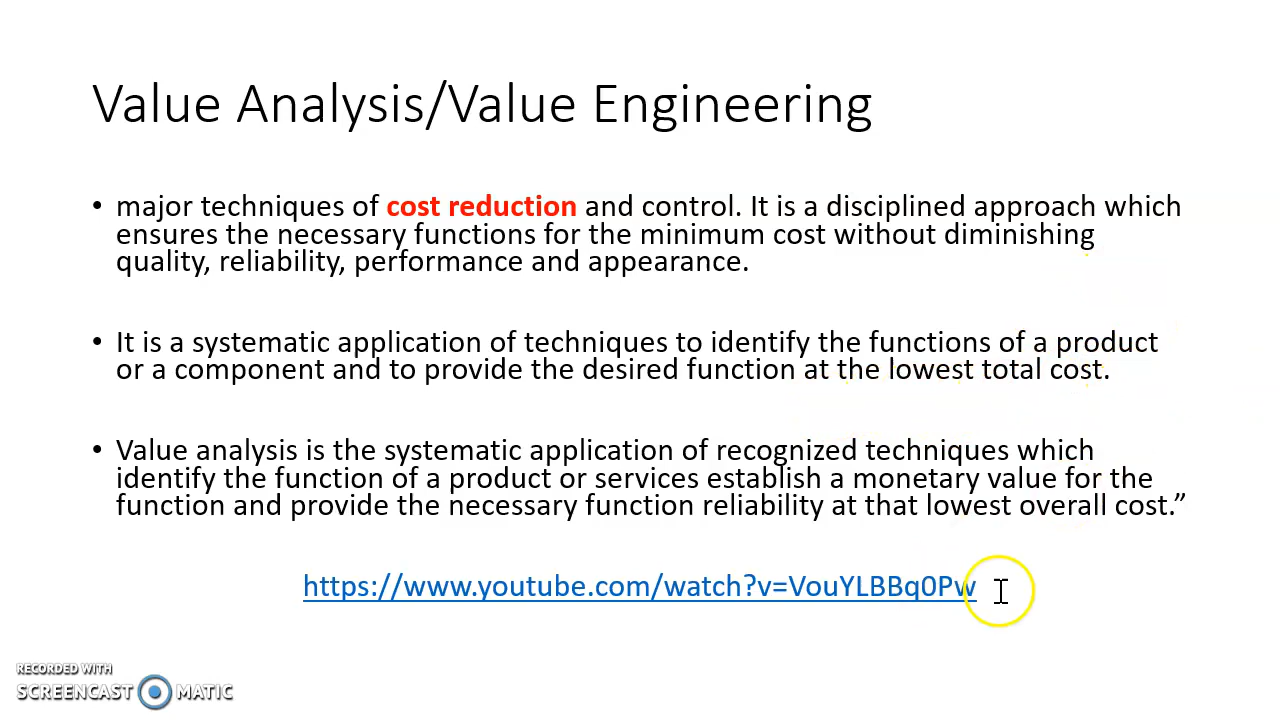 Value Analysis/Value Engineering
• major techniques of cost reduction and control. It is a disciplined approach which
ensures the necessary functions for the minimum cost without diminishing
quality, reliability, performance and appearance.
• It is a systematic application of techniques to identify the functions of a product
or a component and to provide the desired function at the lowest total cost.
• Value analysis is the systematic application of recognized techniques which
identify the function of a product or services establish a monetary value for the
function and provide the necessary function reliability at that lowest overall cost.”
https://www.youtube.com/watch?v=VouYLBBq0Pw
RECORDED WITH
SCREENCAST MATIC